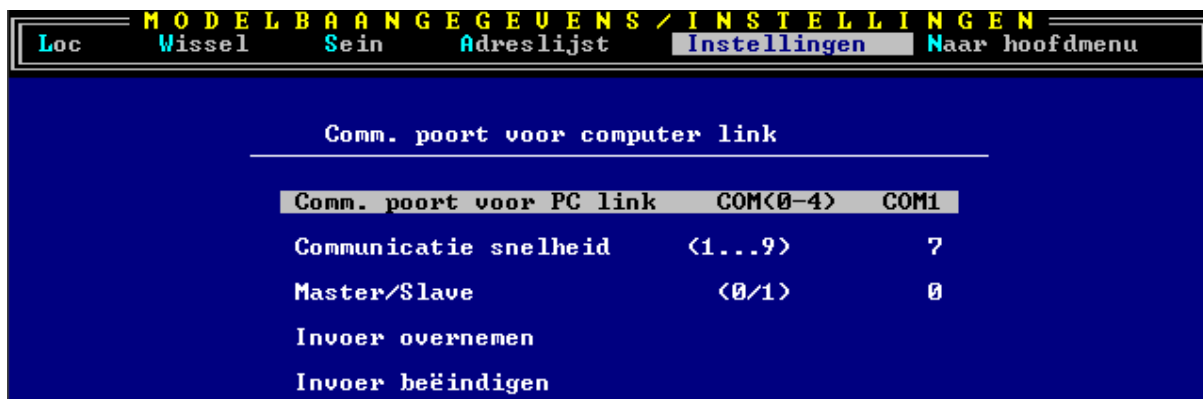 MODELBAANGEGEVENS/INSTELLINGEN
Loc Wissel Sein Adreslijst Instellingen Naar hoofdmenu
Comm. poort voor computer link
Comm. poort voor PC link COM(0-4) COM1
Communicatie snelheid (1...9) 7
Master/Slave (0/1) 0
Invoer overnemen
Invoer beëindigen